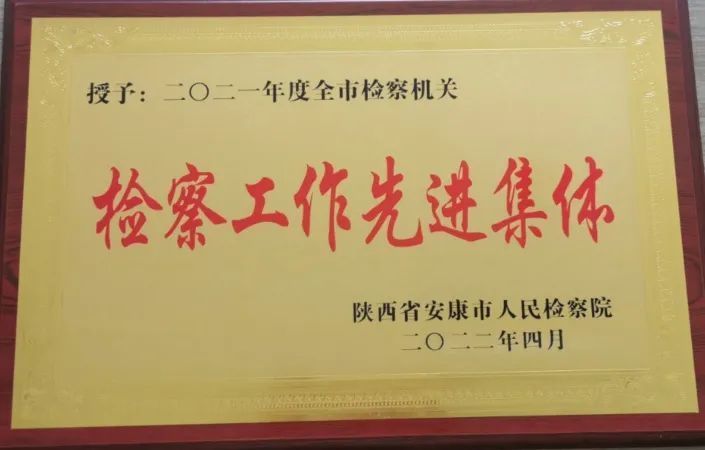 授予：二〇二一年度全市检察机关
检察工作先进集体
陕西省安康市人民检察院
二〇二二年四月